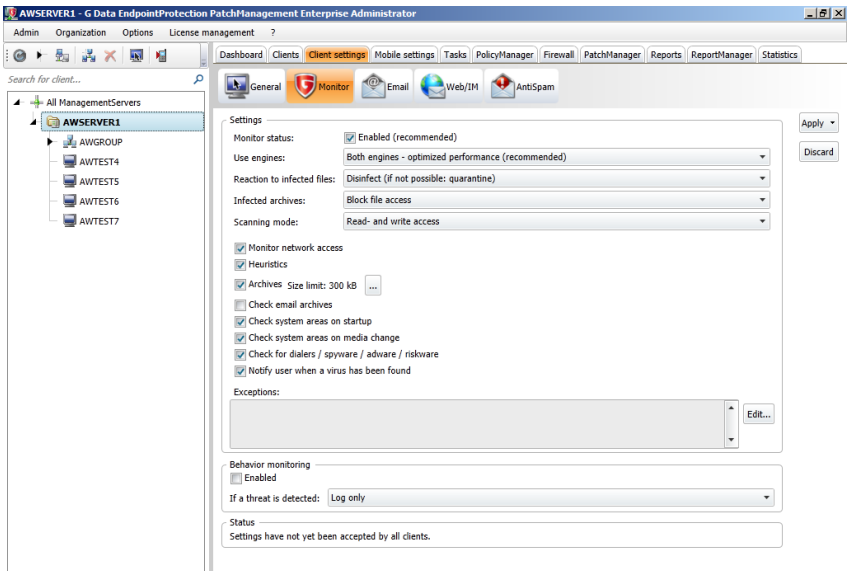 AWSERVER1 - G Data EndpointProtection PatchManagement Enterprise Administrator
Admin Organization Options License management ?
Dashboard Clients Client settings Mobile settings Tasks PolicyManager Firewall PatchManager Reports ReportManager Statistics
Search for client...
General Monitor Email Web/IM AntiSpam
All ManagementServers
AWSERVER1
AWGROUP
AWTEST4
AWTEST5
AWTEST6
AWTEST7
Settings
Monitor status: Enabled (recommended)
Use engines: Both engines - optimized performance (recommended)
Reaction to infected files: Disinfect (if not possible: quarantine)
Infected archives: Block file access
Scanning mode: Read- and write access
Monitor network access
Heuristics
Archives Size limit: 300 kB ...
Check email archives
Check system areas on startup
Check system areas on media change
Check for dialers / spyware / adware / riskware
Notify user when a virus has been found
Exceptions:
Edit...
Behavior monitoring
Enabled
If a threat is detected: Log only
Status
Settings have not yet been accepted by all clients.
Apply
Discard